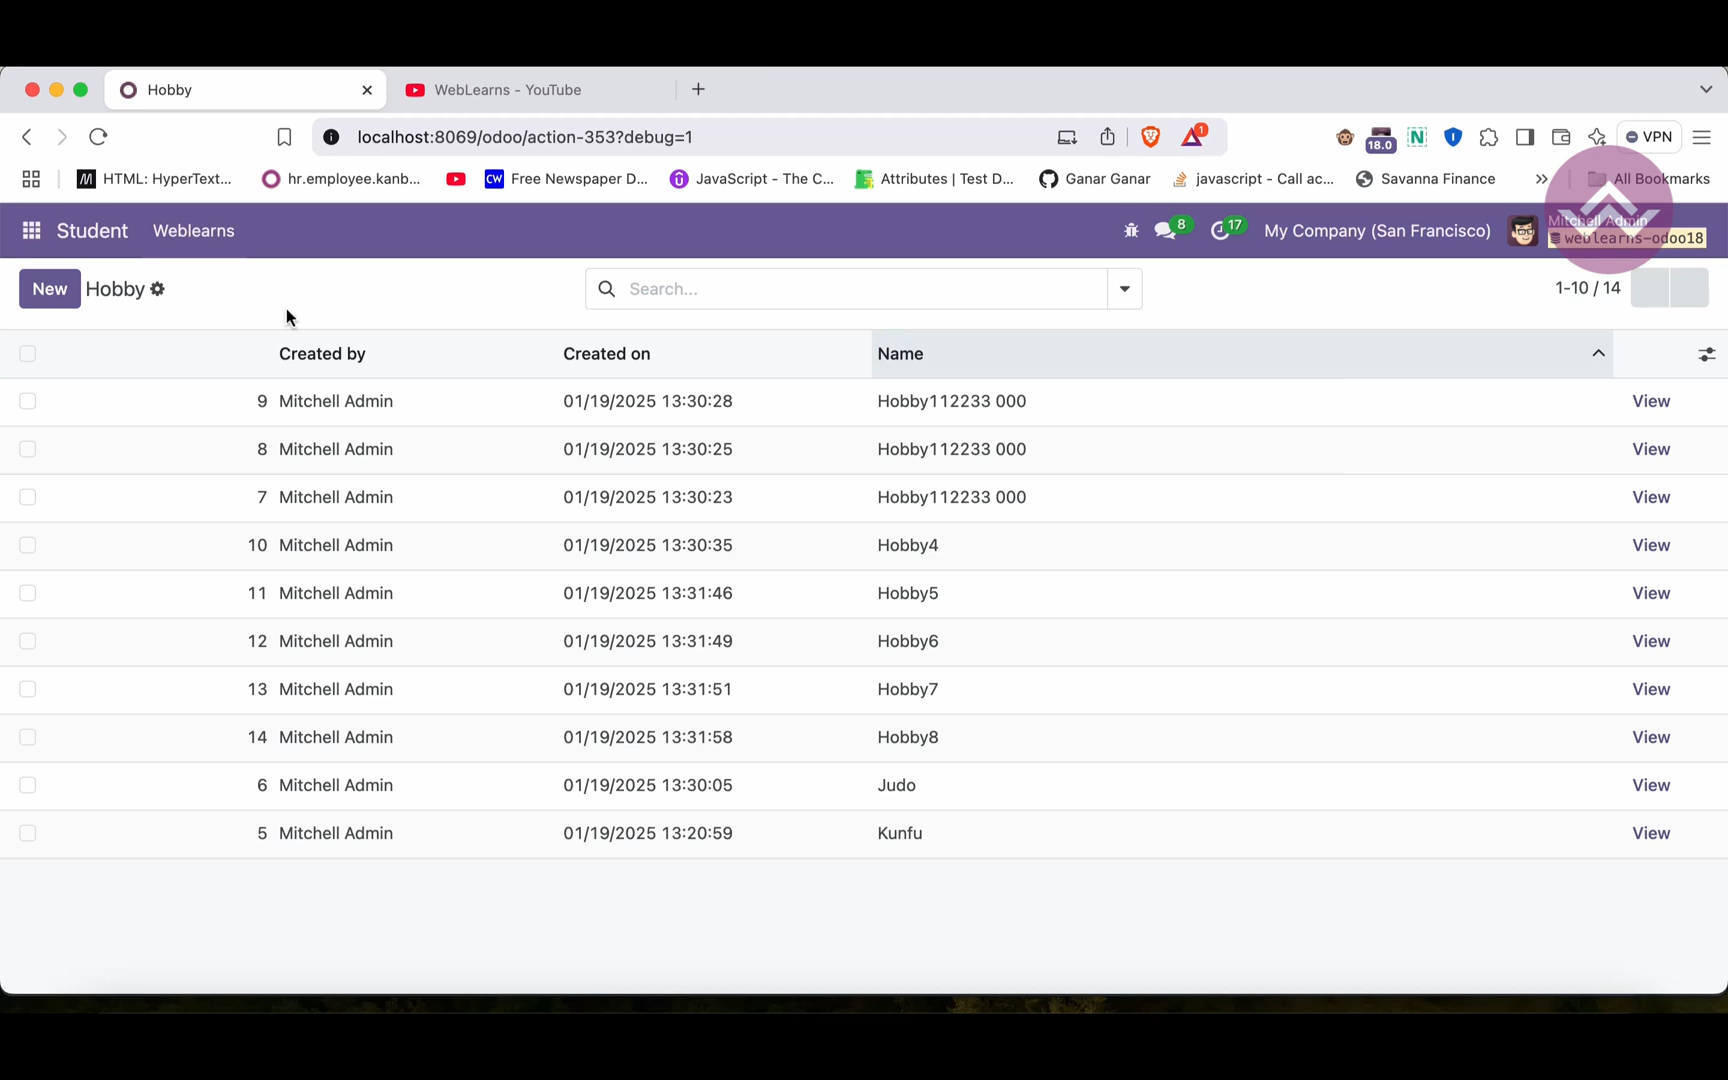 Hobby
WebLearns - YouTube
localhost:8069/odoo/action-353?debug=1
1
18.0
N
VPN
HTML: HyperText...
hr.employee.kanb...
CW Free Newspaper D...
JavaScript - The C...
Attributes | Test D...
Ganar Ganar
javascript - Call ac...
Savanna Finance
All Bookmarks
Student
Weblearns
8
17
My Company (San Francisco)
Mitchell Admin
weblearns-odoo18
New
Hobby
Search...
1-10 / 14
Created by Created on Name
9 Mitchell Admin 01/19/2025 13:30:28 Hobby112233 000 View
8 Mitchell Admin 01/19/2025 13:30:25 Hobby112233 000 View
7 Mitchell Admin 01/19/2025 13:30:23 Hobby112233 000 View
10 Mitchell Admin 01/19/2025 13:30:35 Hobby4 View
11 Mitchell Admin 01/19/2025 13:31:46 Hobby5 View
12 Mitchell Admin 01/19/2025 13:31:49 Hobby6 View
13 Mitchell Admin 01/19/2025 13:31:51 Hobby7 View
14 Mitchell Admin 01/19/2025 13:31:58 Hobby8 View
6 Mitchell Admin 01/19/2025 13:30:05 Judo View
5 Mitchell Admin 01/19/2025 13:20:59 Kunfu View